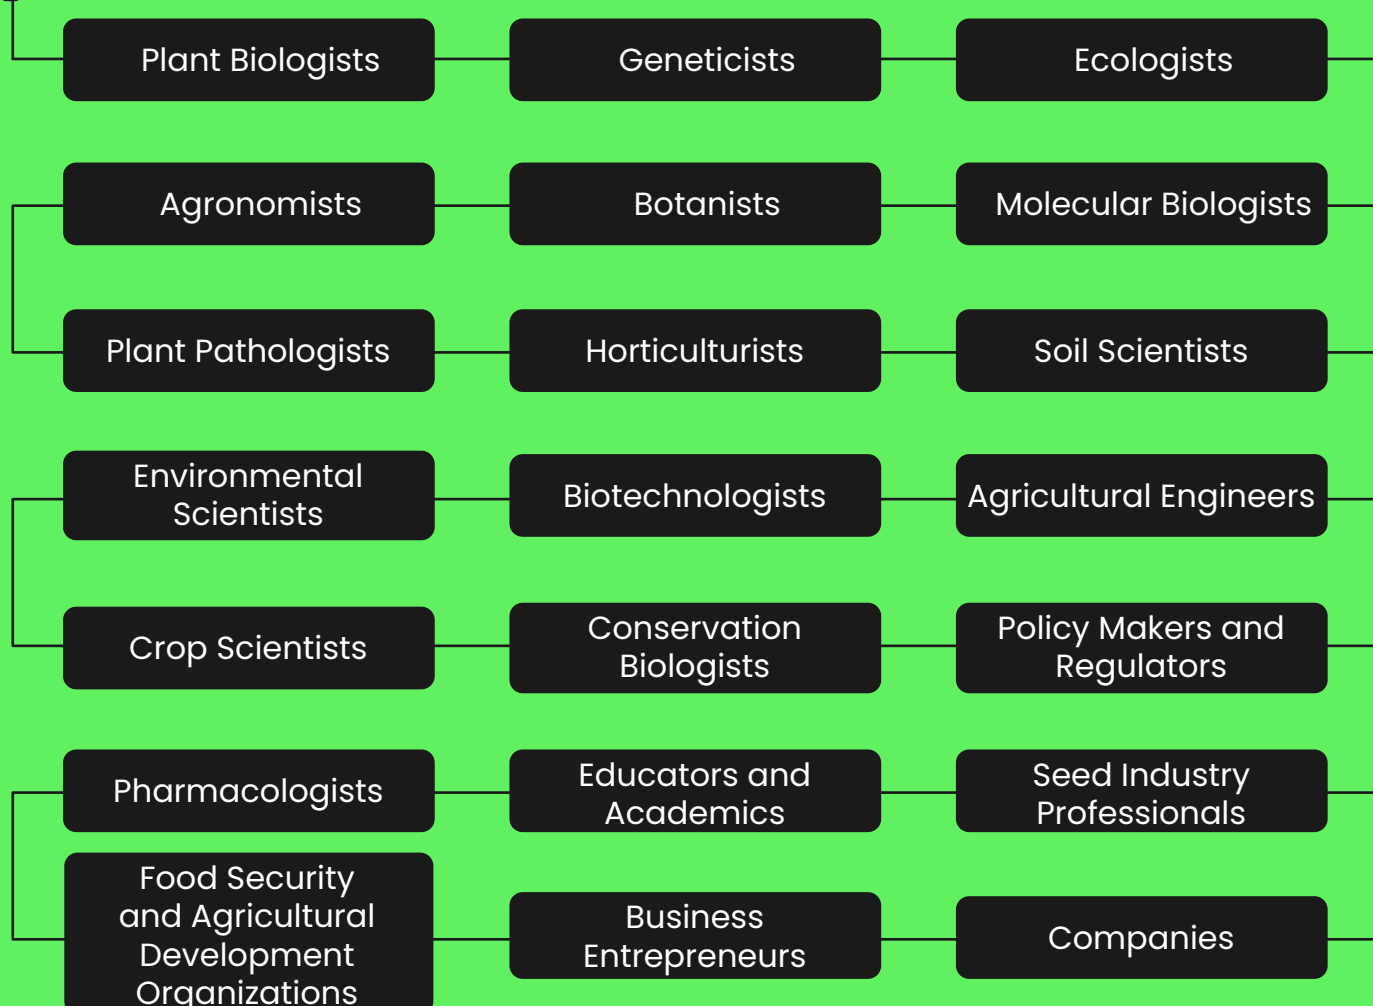 Plant Biologists
Geneticists
Ecologists
Agronomists
Botanists
Molecular Biologists
Plant Pathologists
Horticulturists
Soil Scientists
Environmental
Scientists
Biotechnologists
Agricultural Engineers
Crop Scientists
Conservation
Biologists
Policy Makers and
Regulators
Pharmacologists
Educators and
Academics
Seed Industry
Professionals
Food Security
and Agricultural
Development
Organizations
Business
Entrepreneurs
Companies